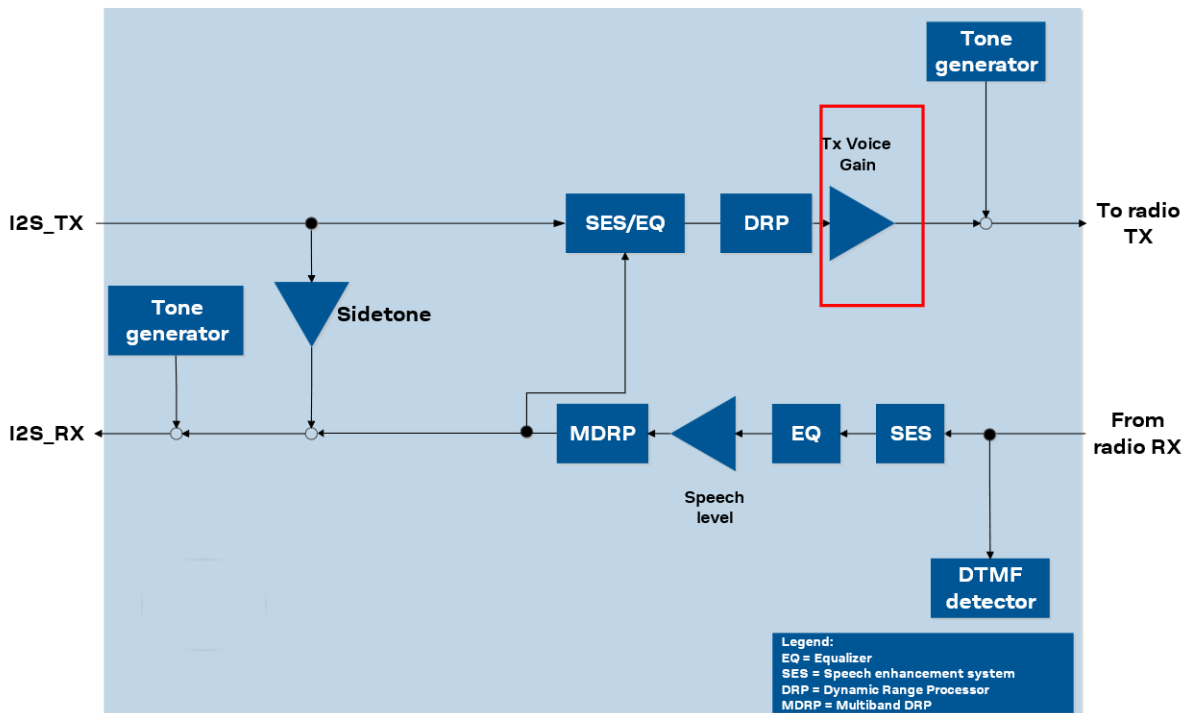 Tone
generator
Tx Voice
Gain
I2S_TX
SES/EQ
DRP
To radio
TX
Tone
generator
Sidetone
I2S_RX
MDRP
EQ
SES
From
radio RX
Speech
level
DTMF
detector
Legend:
EQ = Equalizer
SES = Speech enhancement system
DRP = Dynamic Range Processor
MDRP = Multiband DRP